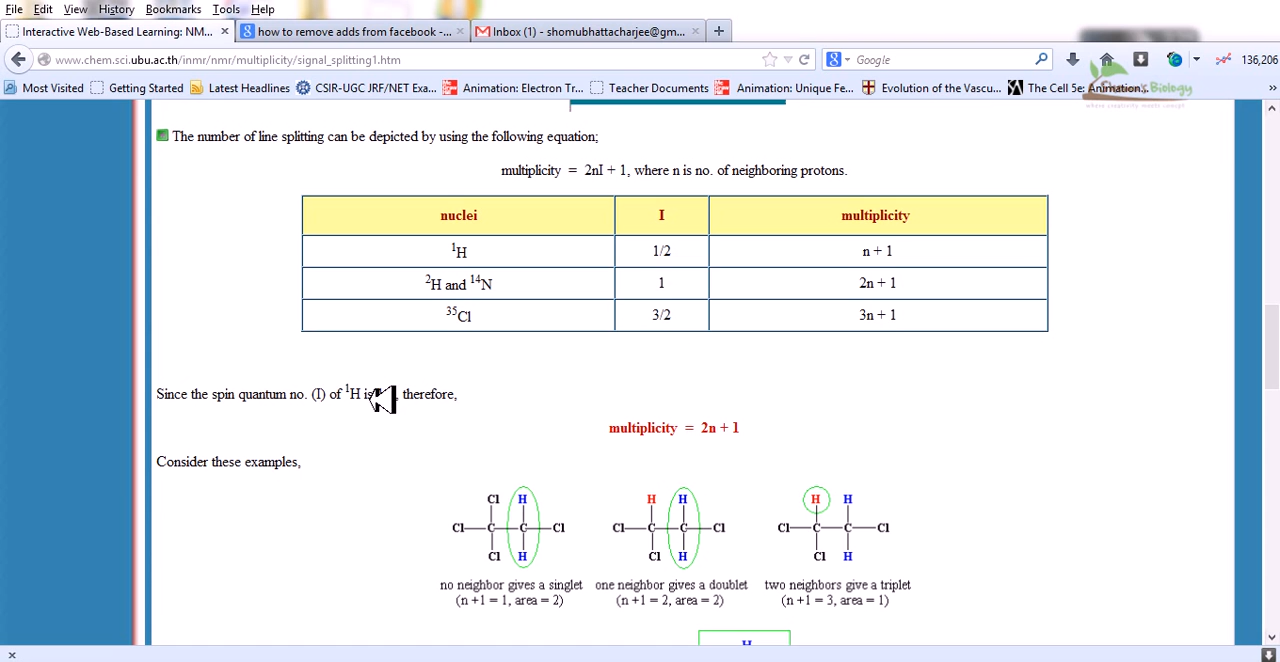 File Edit View History Bookmarks Tools Help
Interactive Web-Based Learning: NM... × how to remove adds from facebook -... × Inbox (1) - shomubhattacharjee@gm... × +
www.chem.sci.ubu.ac.th/inmr/nmr/multiplicity/signal_splitting1.htm Google 136,206
Most Visited Getting Started Latest Headlines CSIR-UGC JRF/NET Exa... Animation: Electron Tr... Teacher Documents Animation: Unique Fe... Evolution of the Vascu... The Cell 5e: Animation... »
Biology
The number of line splitting can be depicted by using the following equation;
multiplicity = 2nI + 1, where n is no. of neighboring protons.
nuclei I multiplicity
¹H 1/2 n + 1
²H and ¹⁴N 1 2n + 1
³⁵Cl 3/2 3n + 1
Since the spin quantum no. (I) of ¹H is , therefore,
multiplicity = 2n + 1
Consider these examples,
Cl H H H H H
Cl C C Cl Cl C C Cl Cl C C Cl
Cl H Cl H Cl H
no neighbor gives a singlet one neighbor gives a doublet two neighbors give a triplet
(n +1 = 1, area = 2) (n +1 = 2, area = 2) (n +1 = 3, area = 1)
H
×